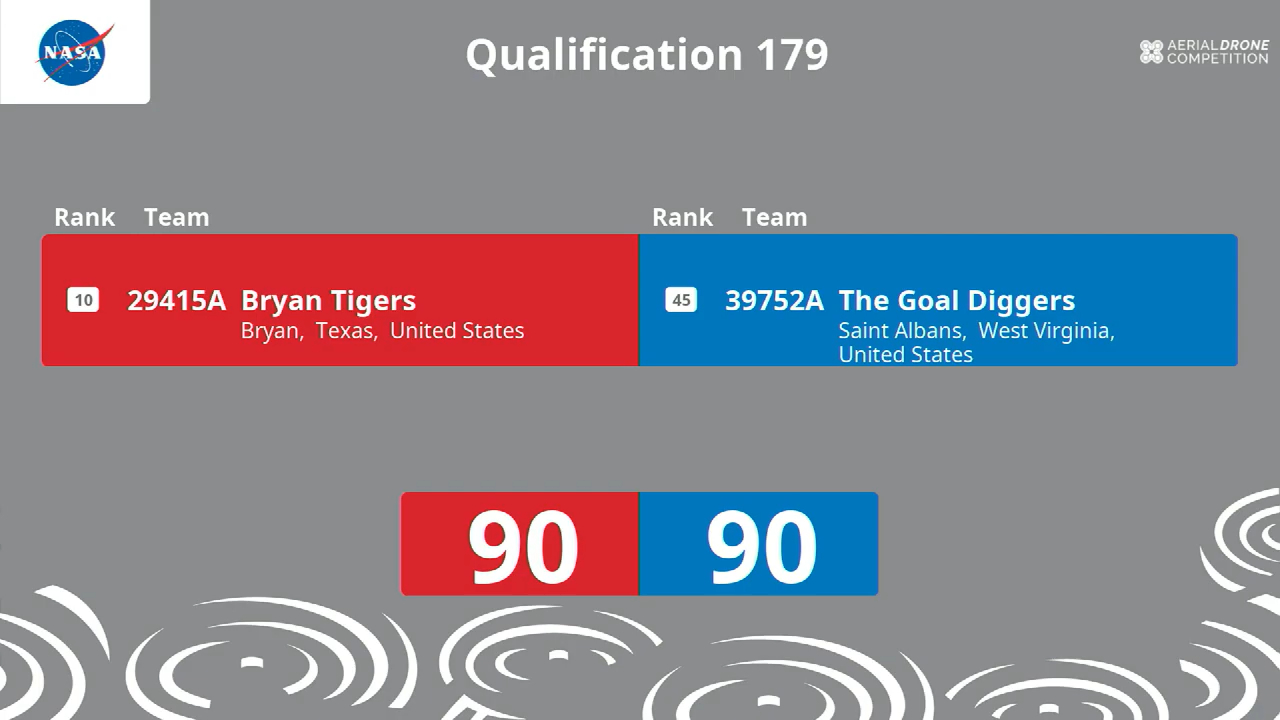 NASA
Qualification 179
AERIALDRONE
COMPETITION
Rank Team
Rank Team
10 29415A Bryan Tigers
Bryan, Texas, United States
45 39752A The Goal Diggers
Saint Albans, West Virginia,
United States
90 90